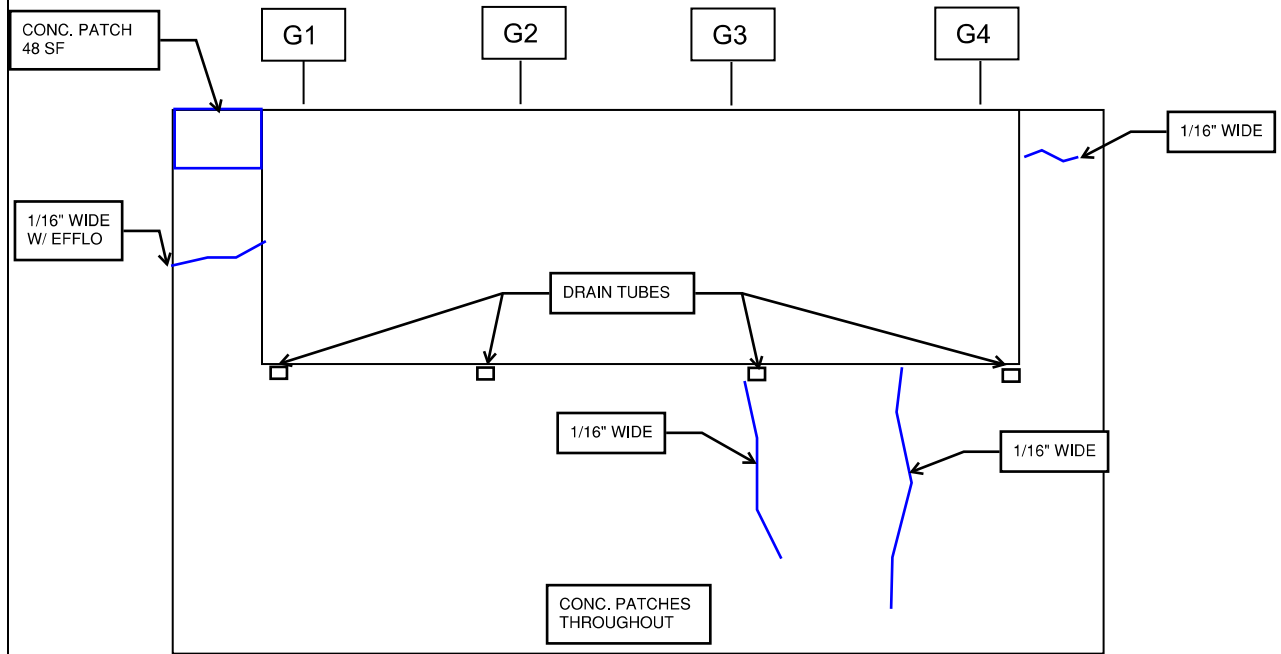 CONC. PATCH
48 SF
G1
G2
G3
G4
1/16" WIDE
1/16" WIDE
W/ EFFLO
DRAIN TUBES
1/16" WIDE
1/16" WIDE
CONC. PATCHES
THROUGHOUT